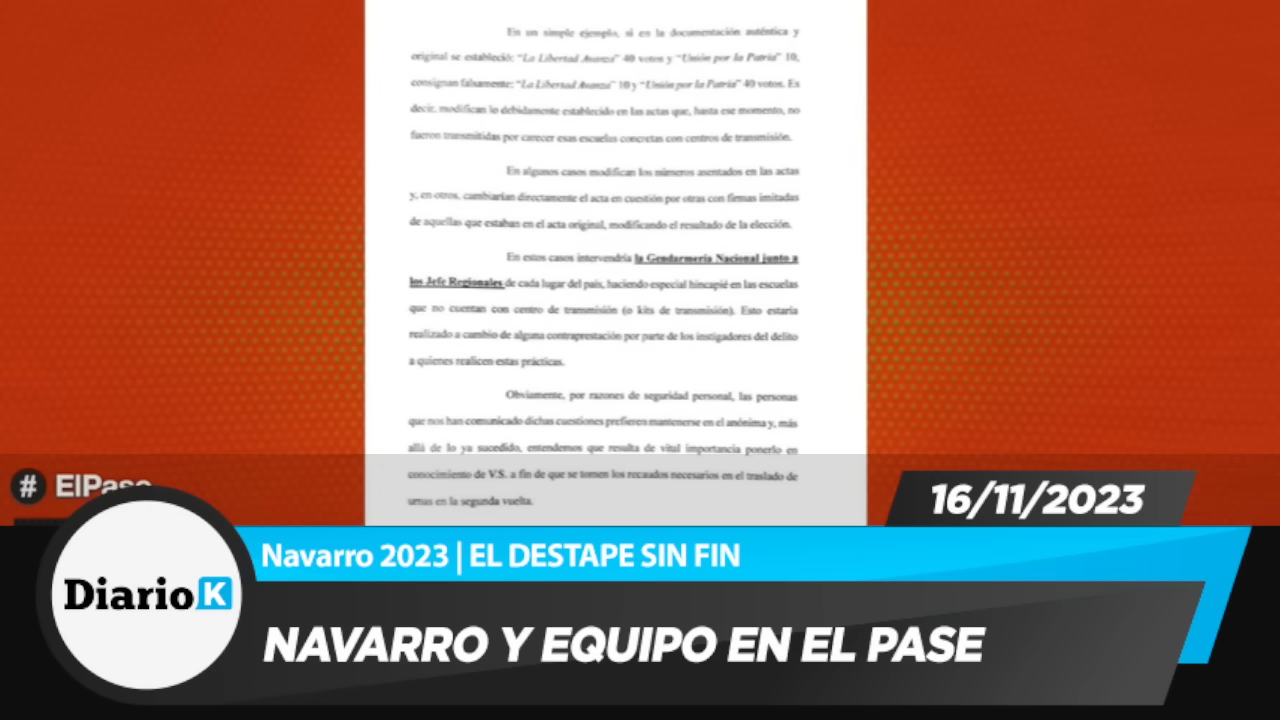 En un simple ejemplo, si en la documentación auténtica y
original se estableció: “La Libertad Avanza” 40 votos y “Unión por la Patria” 10,
consignan falsamente: “La Libertad Avanza” 10 y “Unión por la Patria” 40 votos. Es
decir, modifican lo debidamente establecido en las actas que, hasta ese momento, no
fueron transmitidas por carecer esas escuelas concretas con centros de transmisión.
En algunos casos modifican los números asentados en las actas
y, en otros, cambiarían directamente el acta en cuestión por otras con firmas imitadas
de aquellas que estaban en el acta original, modificando el resultado de la elección.
En estos casos intervendría la Gendarmería Nacional junto a
los Jefe Regionales de cada lugar del país, haciendo especial hincapié en las escuelas
que no cuentan con centro de transmisión (o kits de transmisión). Esto estaría
realizado a cambio de alguna contraprestación por parte de los instigadores del delito
a quienes realicen estas prácticas.
Obviamente, por razones de seguridad personal, las personas
que nos han comunicado dichas cuestiones prefieren mantenerse en el anónima y, más
allá de lo ya sucedido, entendemos que resulta de vital importancia ponerlo en
conocimiento de V.S. a fin de que se tomen los recaudos necesarios en el traslado de
urnas en la segunda vuelta.
# ElPase
16/11/2023
Navarro 2023 | EL DESTAPE SIN FIN
DiarioK
NAVARRO Y EQUIPO EN EL PASE